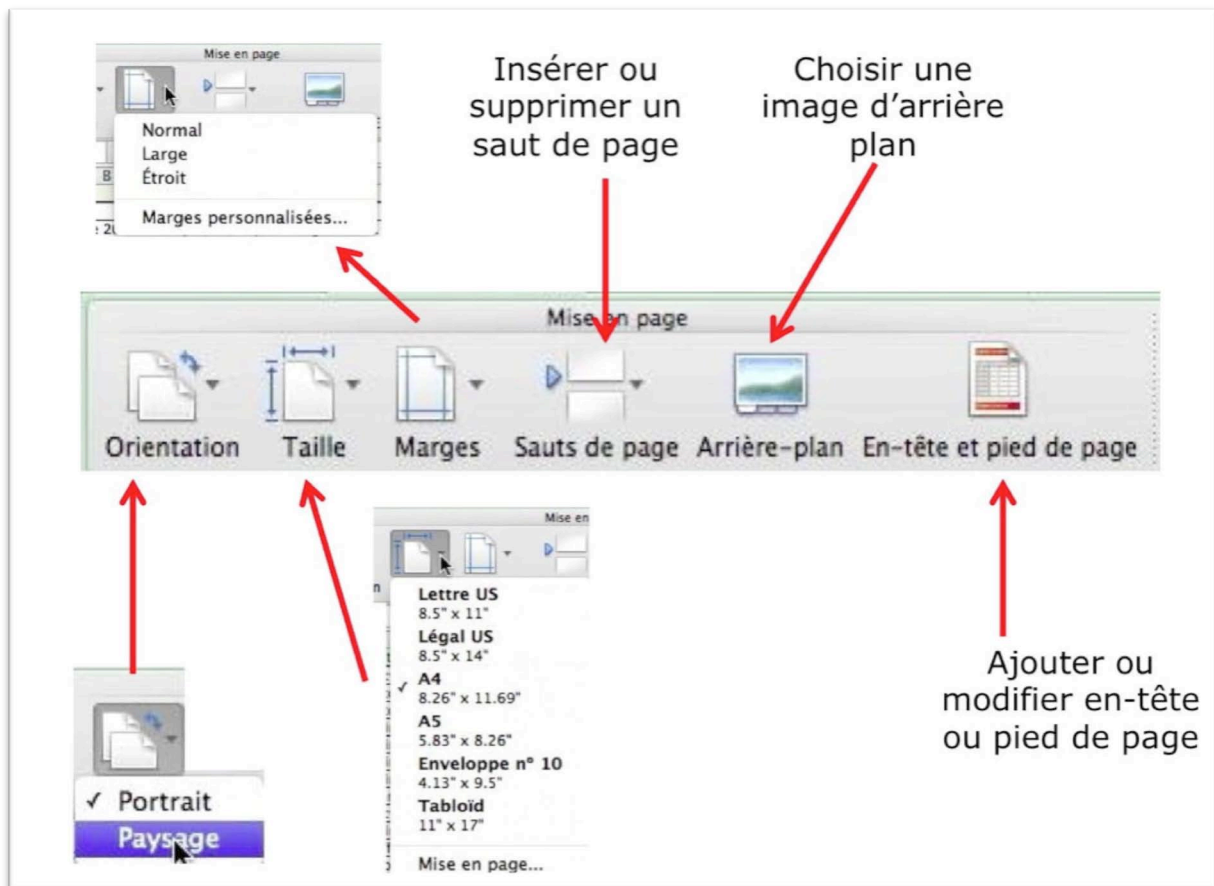 Mise en page
Normal
Large
Étroit
B
Marges personnalisées...
Insérer ou
supprimer un
saut de page
Choisir une
image d'arrière
plan
Mise en page
Orientation
Taille
Marges
Sauts de page
Arrière-plan
En-tête et pied de page
Mise en
Lettre US
8.5" x 11"
Légal US
8.5" x 14"
✓ A4
8.26" x 11.69"
A5
5.83" x 8.26"
Enveloppe n° 10
4.13" x 9.5"
Tabloïd
11" x 17"
Mise en page...
✓ Portrait
Paysage
Ajouter ou
modifier en-tête
ou pied de page